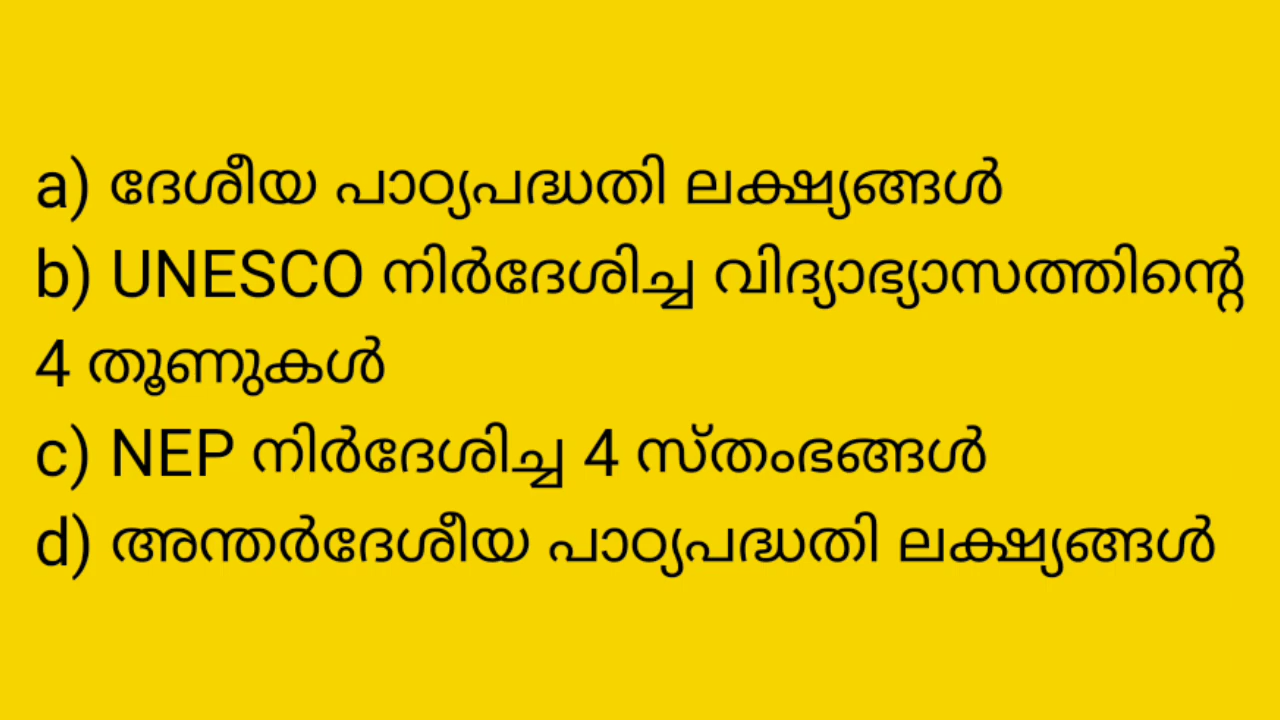 a) ദേശീയ പാഠ്യപദ്ധതി ലക്ഷ്യങ്ങൾ
b) UNESCO നിർദേശിച്ച വിദ്യാഭ്യാസത്തിന്റെ
4 തൂണുകൾ
c) NEP നിർദേശിച്ച 4 സ്തംഭങ്ങൾ
d) അന്തർദേശീയ പാഠ്യപദ്ധതി ലക്ഷ്യങ്ങൾ